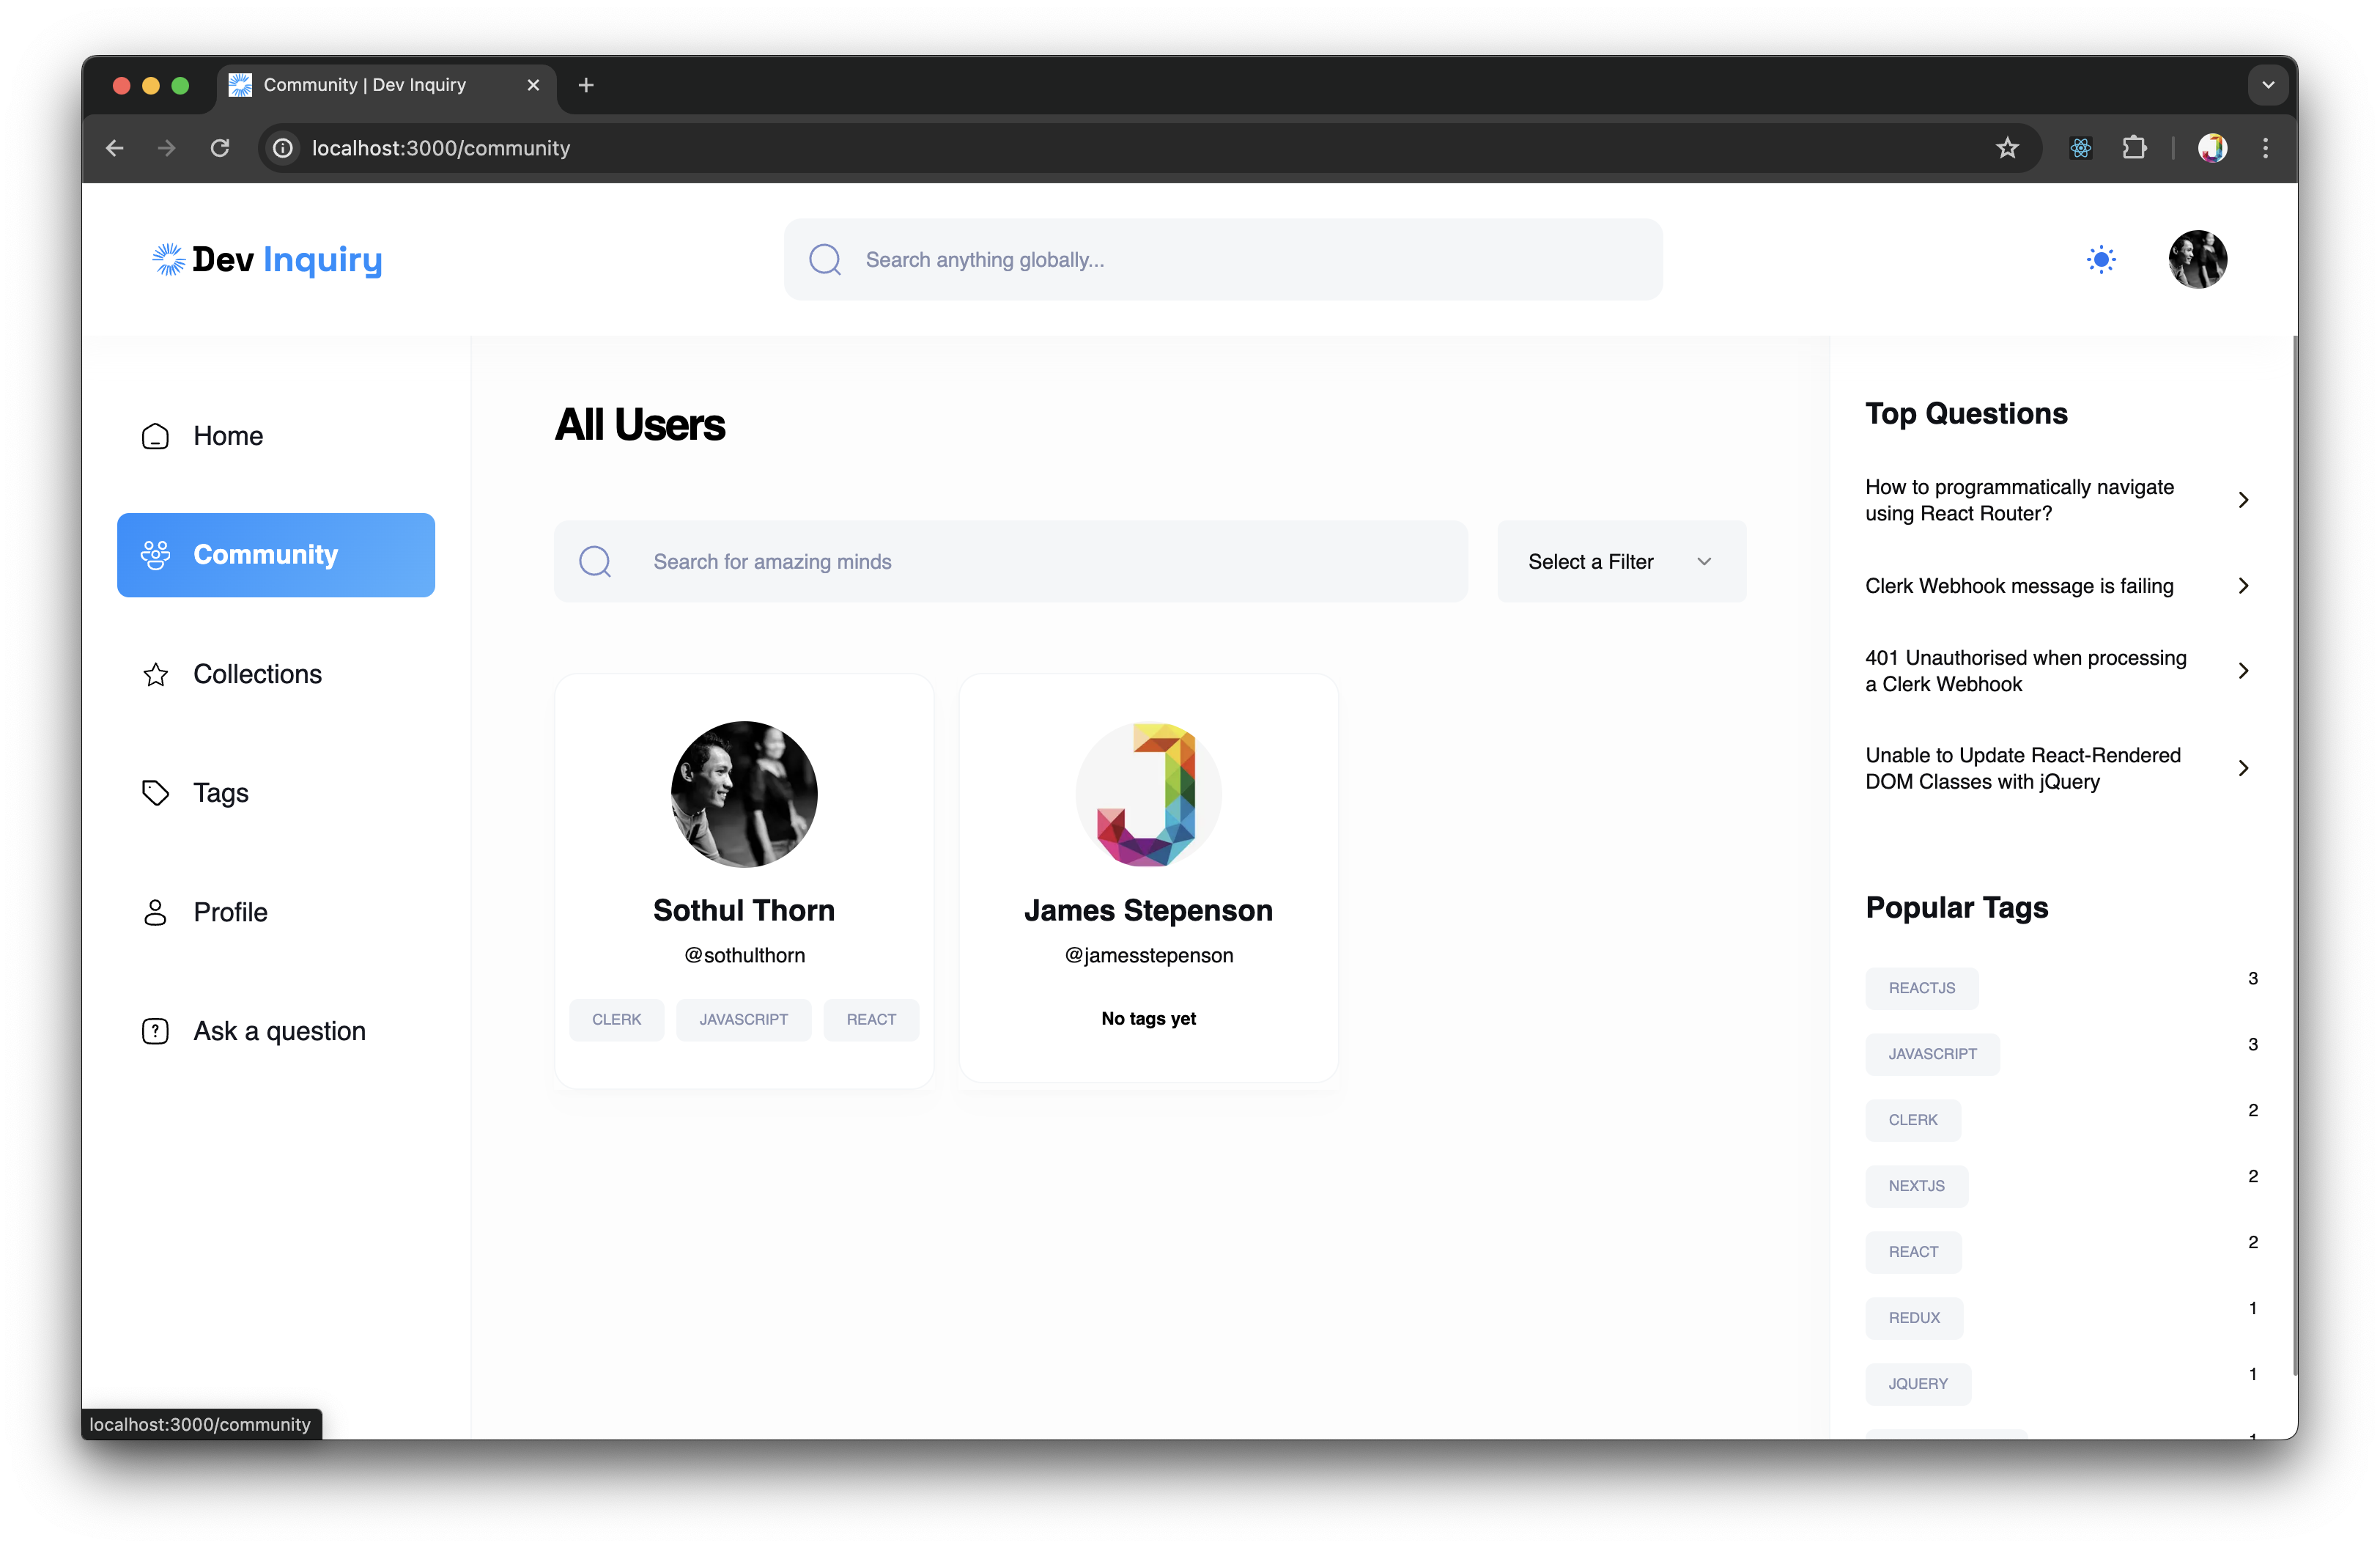 Community | Dev Inquiry
localhost:3000/community
Dev Inquiry
Search anything globally...
Home
Community
Collections
Tags
Profile
Ask a question
All Users
Search for amazing minds
Select a Filter
Sothul Thorn
@sothulthorn
CLERK
JAVASCRIPT
REACT
James Stepenson
@jamesstepenson
No tags yet
Top Questions
How to programmatically navigate
using React Router?
Clerk Webhook message is failing
401 Unauthorised when processing
a Clerk Webhook
Unable to Update React-Rendered
DOM Classes with jQuery
Popular Tags
REACTJS 3
JAVASCRIPT 3
CLERK 2
NEXTJS 2
REACT 2
REDUX 1
JQUERY 1
localhost:3000/community